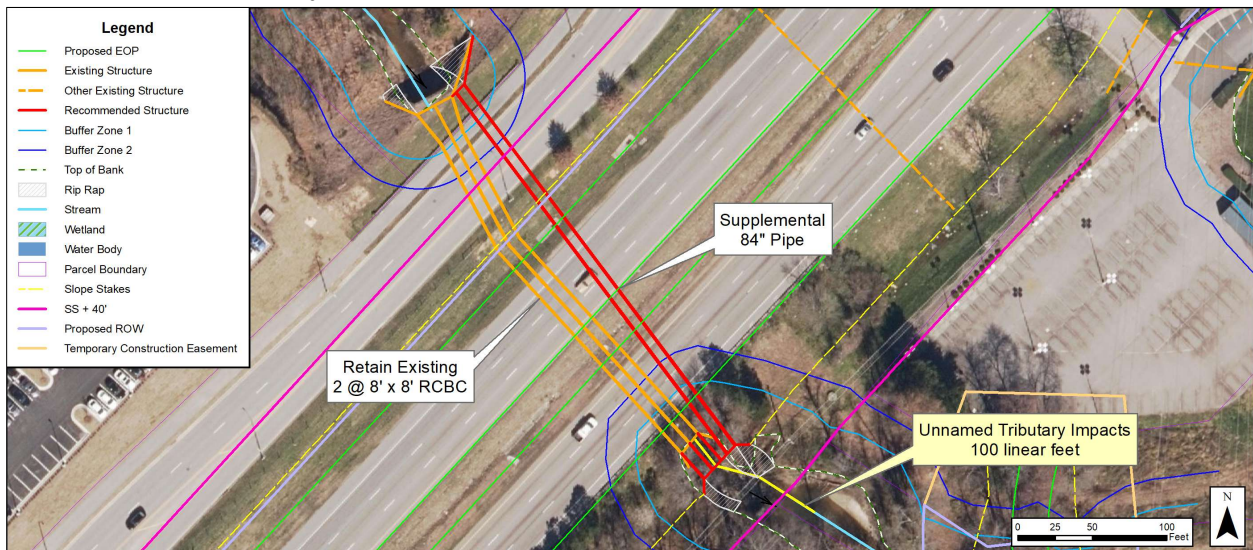 Legend
Proposed EOP
Existing Structure
Other Existing Structure
Recommended Structure
Buffer Zone 1
Buffer Zone 2
Top of Bank
Rip Rap
Stream
Wetland
Water Body
Parcel Boundary
Slope Stakes
SS + 40'
Proposed ROW
Temporary Construction Easement
Supplemental
84" Pipe
Retain Existing
2 @ 8' x 8' RCBC
Unnamed Tributary Impacts
100 linear feet
N
0 25 50 100
Feet